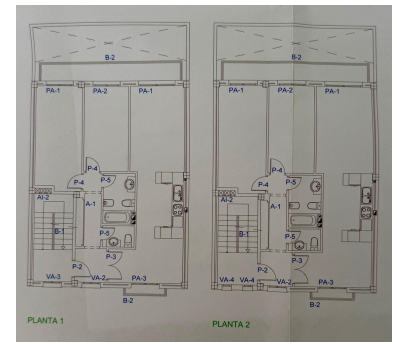 B-2
PA-1 PA-2 PA-1
P-4
P-4 P-5
AI-2
A-1
B-1
P-5
P-3
P-2
VA-3 VA-2 PA-3
B-2
PLANTA 1
B-2
PA-1 PA-2 PA-1
P-4
P-4 P-5
AI-2
A-1
B-1
P-5
P-3
P-2
VA-4 VA-4 VA-2 PA-3
B-2
PLANTA 2